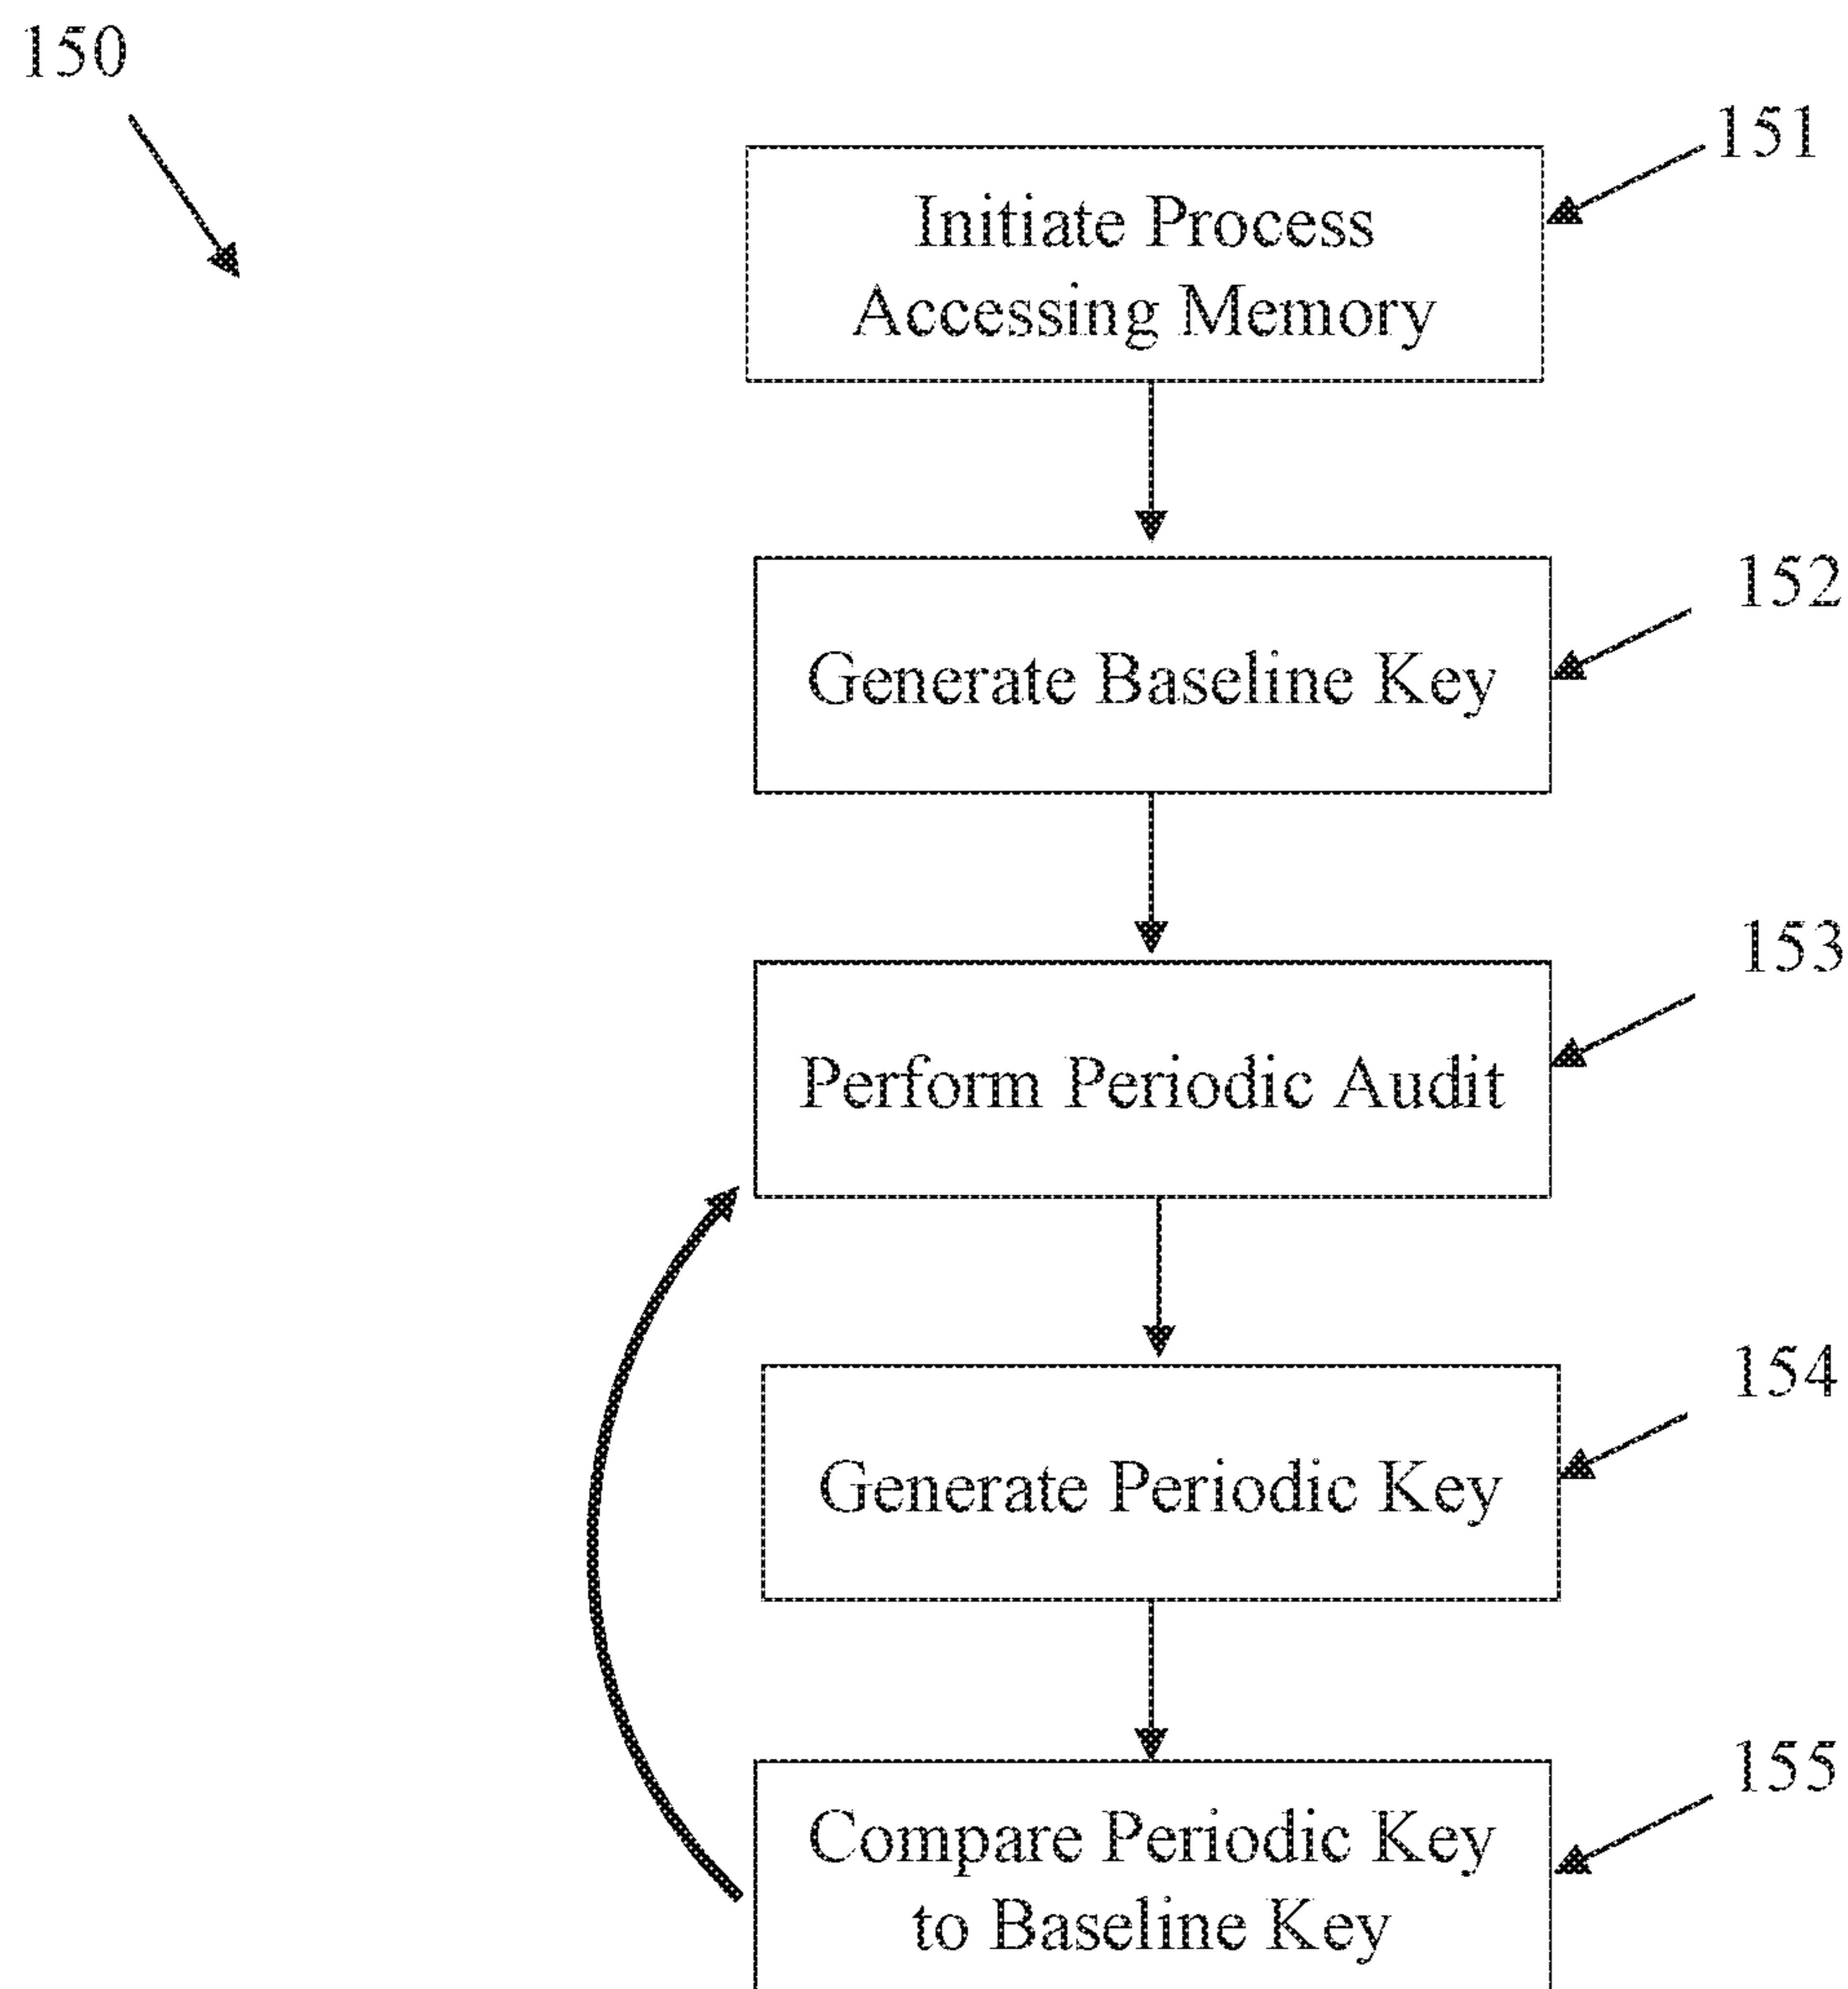 150
151
Initiate Process
Accessing Memory
152
Generate Baseline Key
153
Perform Periodic Audit
154
Generate Periodic Key
155
Compare Periodic Key
to Baseline Key